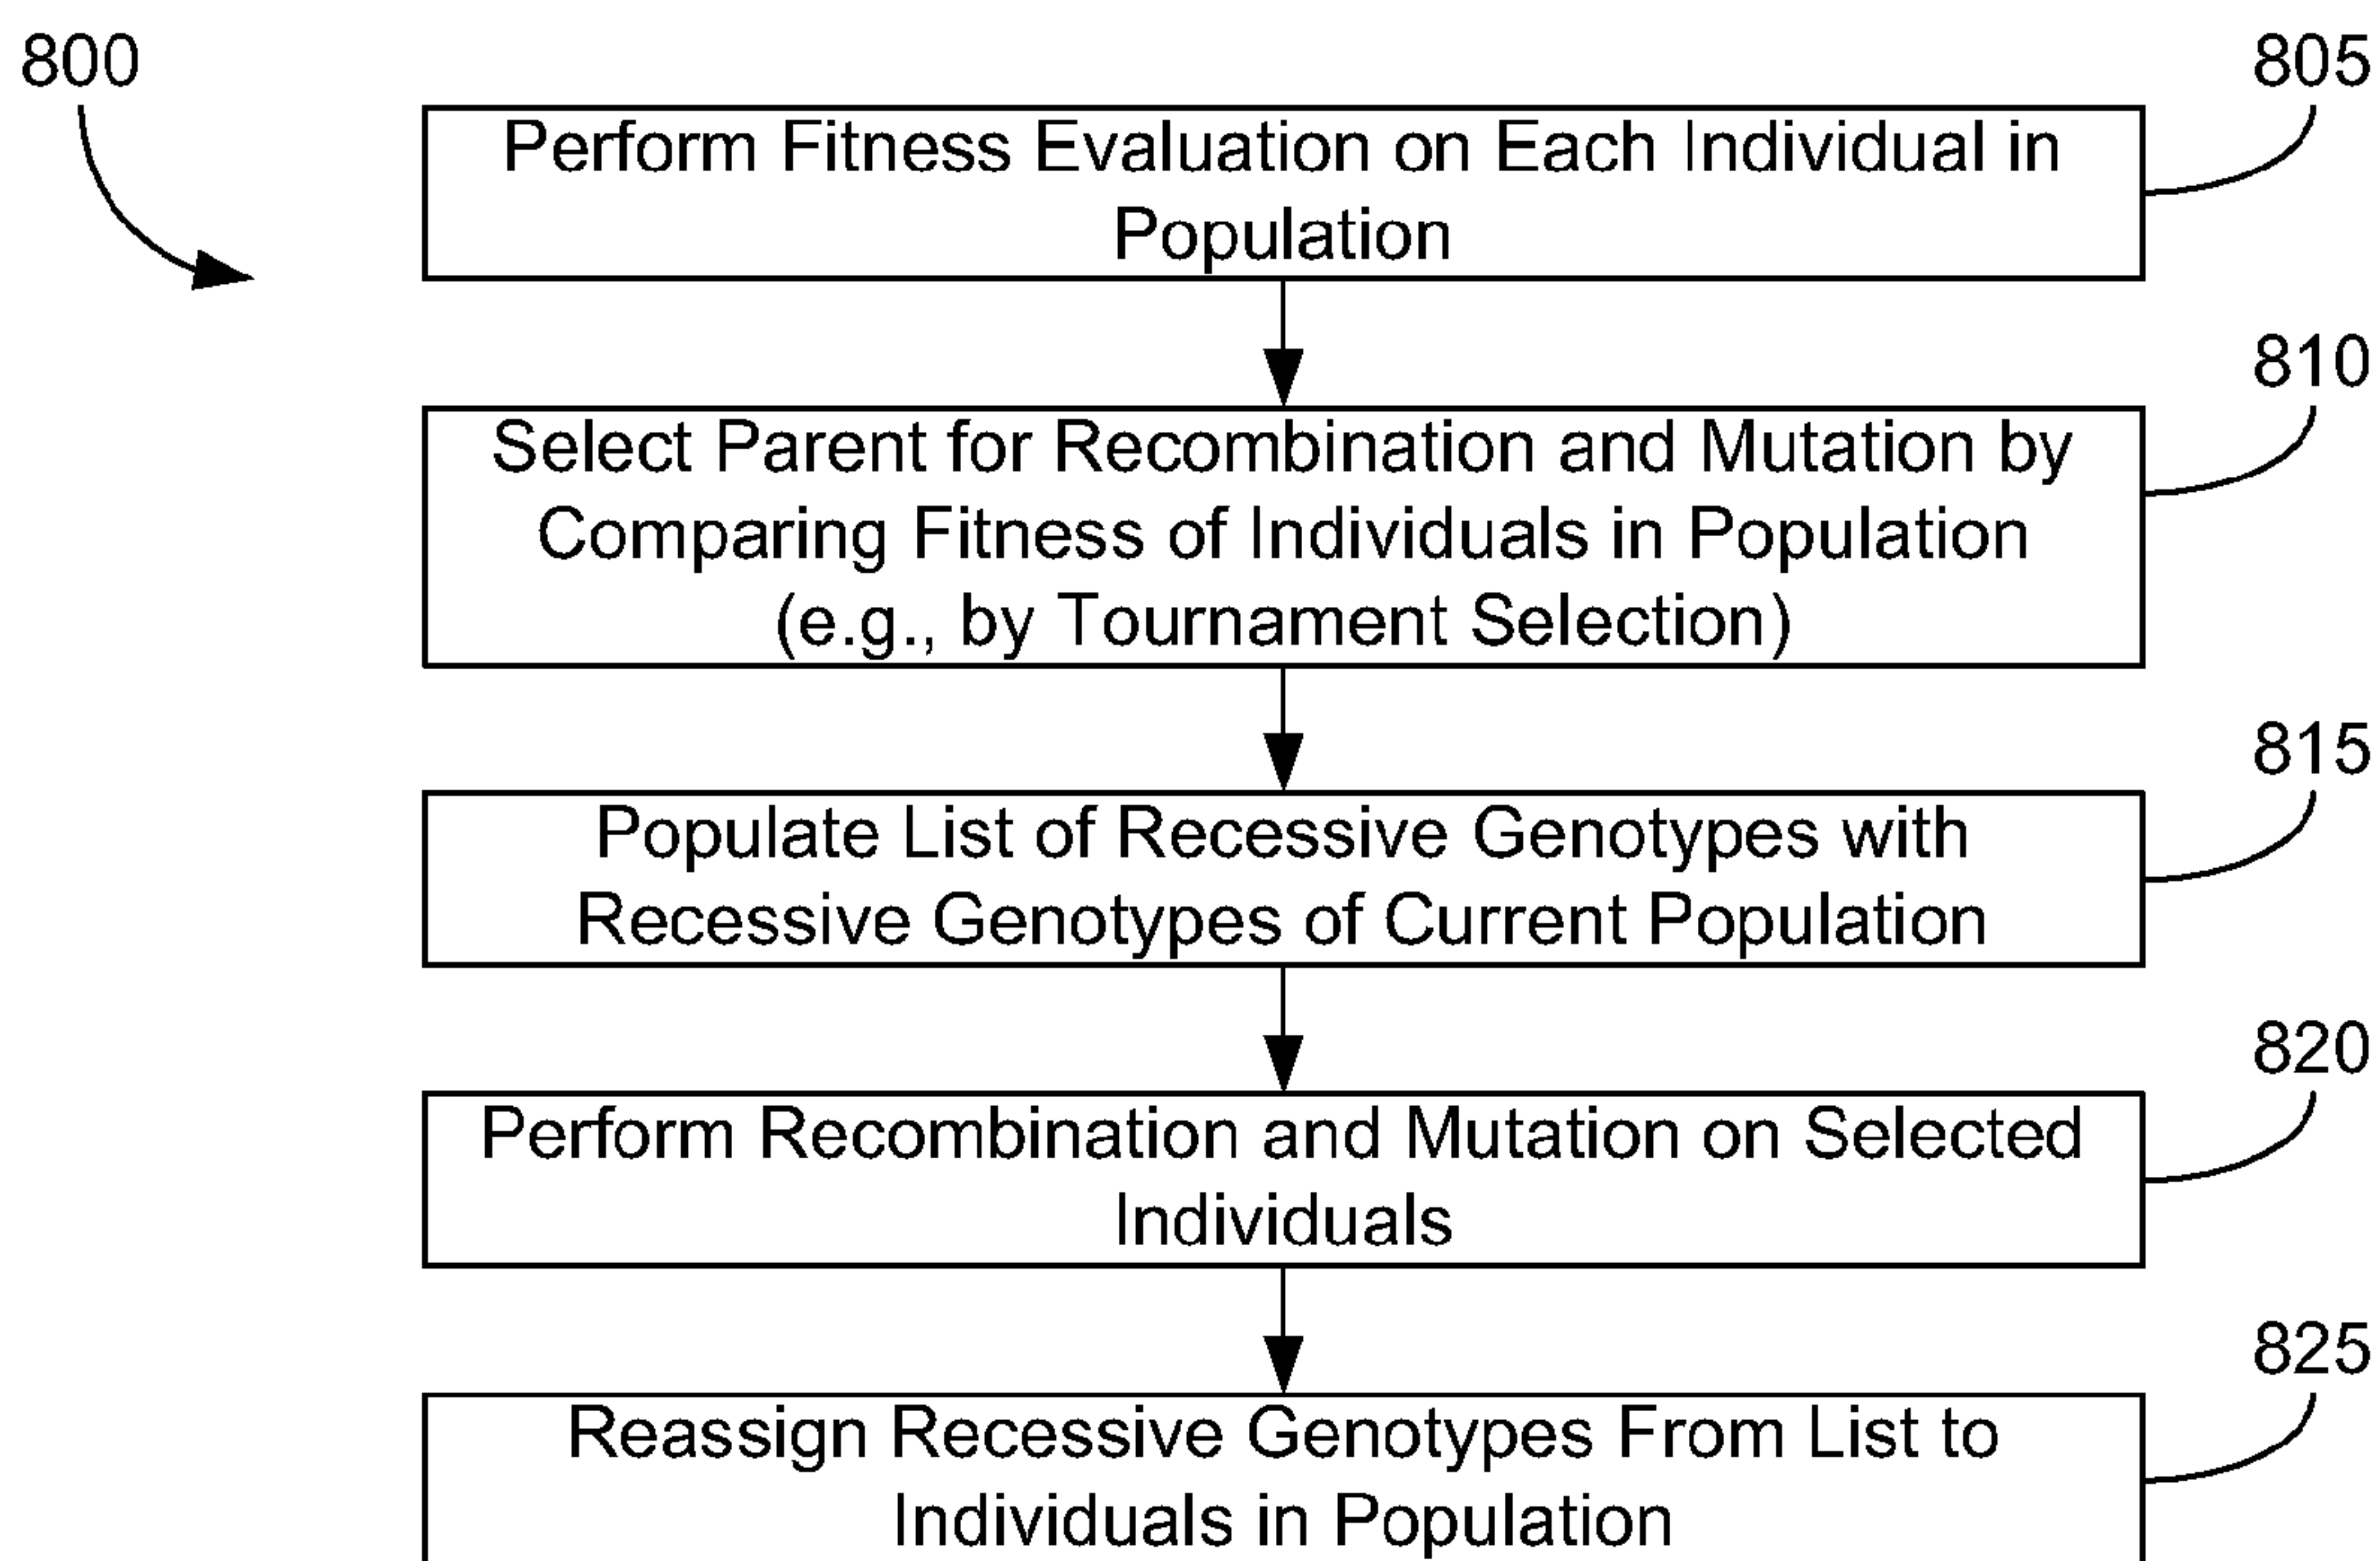 800
805
Perform Fitness Evaluation on Each Individual in
Population
810
Select Parent for Recombination and Mutation by
Comparing Fitness of Individuals in Population
(e.g., by Tournament Selection)
815
Populate List of Recessive Genotypes with
Recessive Genotypes of Current Population
820
Perform Recombination and Mutation on Selected
Individuals
825
Reassign Recessive Genotypes From List to
Individuals in Population